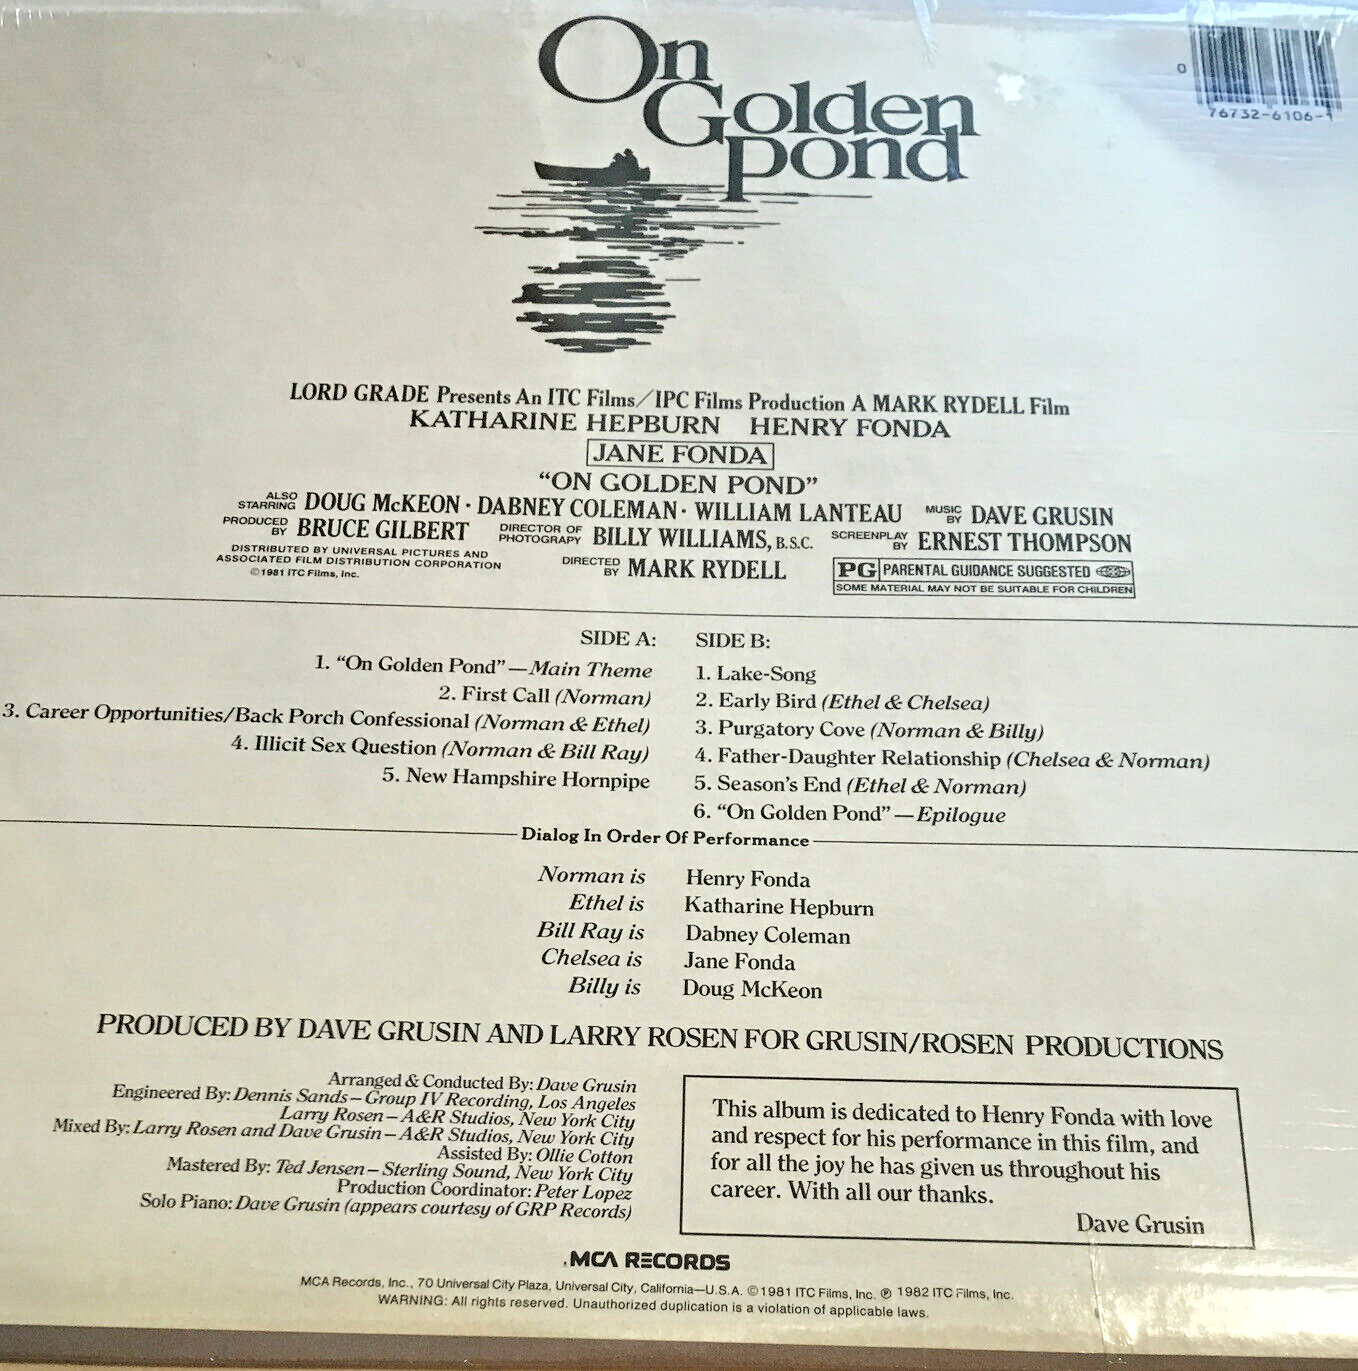 On
Golden
pond
0
76732-6106-1
LORD GRADE Presents An ITC Films/IPC Films Production A MARK RYDELL Film
KATHARINE HEPBURN HENRY FONDA
JANE FONDA
“ON GOLDEN POND”
ALSO STARRING DOUG McKEON · DABNEY COLEMAN · WILLIAM LANTEAU MUSIC BY DAVE GRUSIN
PRODUCED BY BRUCE GILBERT DIRECTOR OF PHOTOGRAPY BILLY WILLIAMS, B.S.C. SCREENPLAY BY ERNEST THOMPSON
DISTRIBUTED BY UNIVERSAL PICTURES AND
ASSOCIATED FILM DISTRIBUTION CORPORATION
©1981 ITC Films, Inc.
DIRECTED BY MARK RYDELL
PG PARENTAL GUIDANCE SUGGESTED
SOME MATERIAL MAY NOT BE SUITABLE FOR CHILDREN
SIDE A:
1. “On Golden Pond”—Main Theme
2. First Call (Norman)
3. Career Opportunities/Back Porch Confessional (Norman & Ethel)
4. Illicit Sex Question (Norman & Bill Ray)
5. New Hampshire Hornpipe
SIDE B:
1. Lake-Song
2. Early Bird (Ethel & Chelsea)
3. Purgatory Cove (Norman & Billy)
4. Father-Daughter Relationship (Chelsea & Norman)
5. Season’s End (Ethel & Norman)
6. “On Golden Pond”—Epilogue
Dialog In Order Of Performance
Norman is Henry Fonda
Ethel is Katharine Hepburn
Bill Ray is Dabney Coleman
Chelsea is Jane Fonda
Billy is Doug McKeon
PRODUCED BY DAVE GRUSIN AND LARRY ROSEN FOR GRUSIN/ROSEN PRODUCTIONS
Arranged & Conducted By: Dave Grusin
Engineered By: Dennis Sands—Group IV Recording, Los Angeles
Larry Rosen—A&R Studios, New York City
Mixed By: Larry Rosen and Dave Grusin—A&R Studios, New York City
Assisted By: Ollie Cotton
Mastered By: Ted Jensen—Sterling Sound, New York City
Production Coordinator: Peter Lopez
Solo Piano: Dave Grusin (appears courtesy of GRP Records)
This album is dedicated to Henry Fonda with love
and respect for his performance in this film, and
for all the joy he has given us throughout his
career. With all our thanks.
Dave Grusin
MCA RECORDS
MCA Records, Inc., 70 Universal City Plaza, Universal City, California—U.S.A. ©1981 ITC Films, Inc. ℗ 1982 ITC Films, Inc.
WARNING: All rights reserved. Unauthorized duplication is a violation of applicable laws.